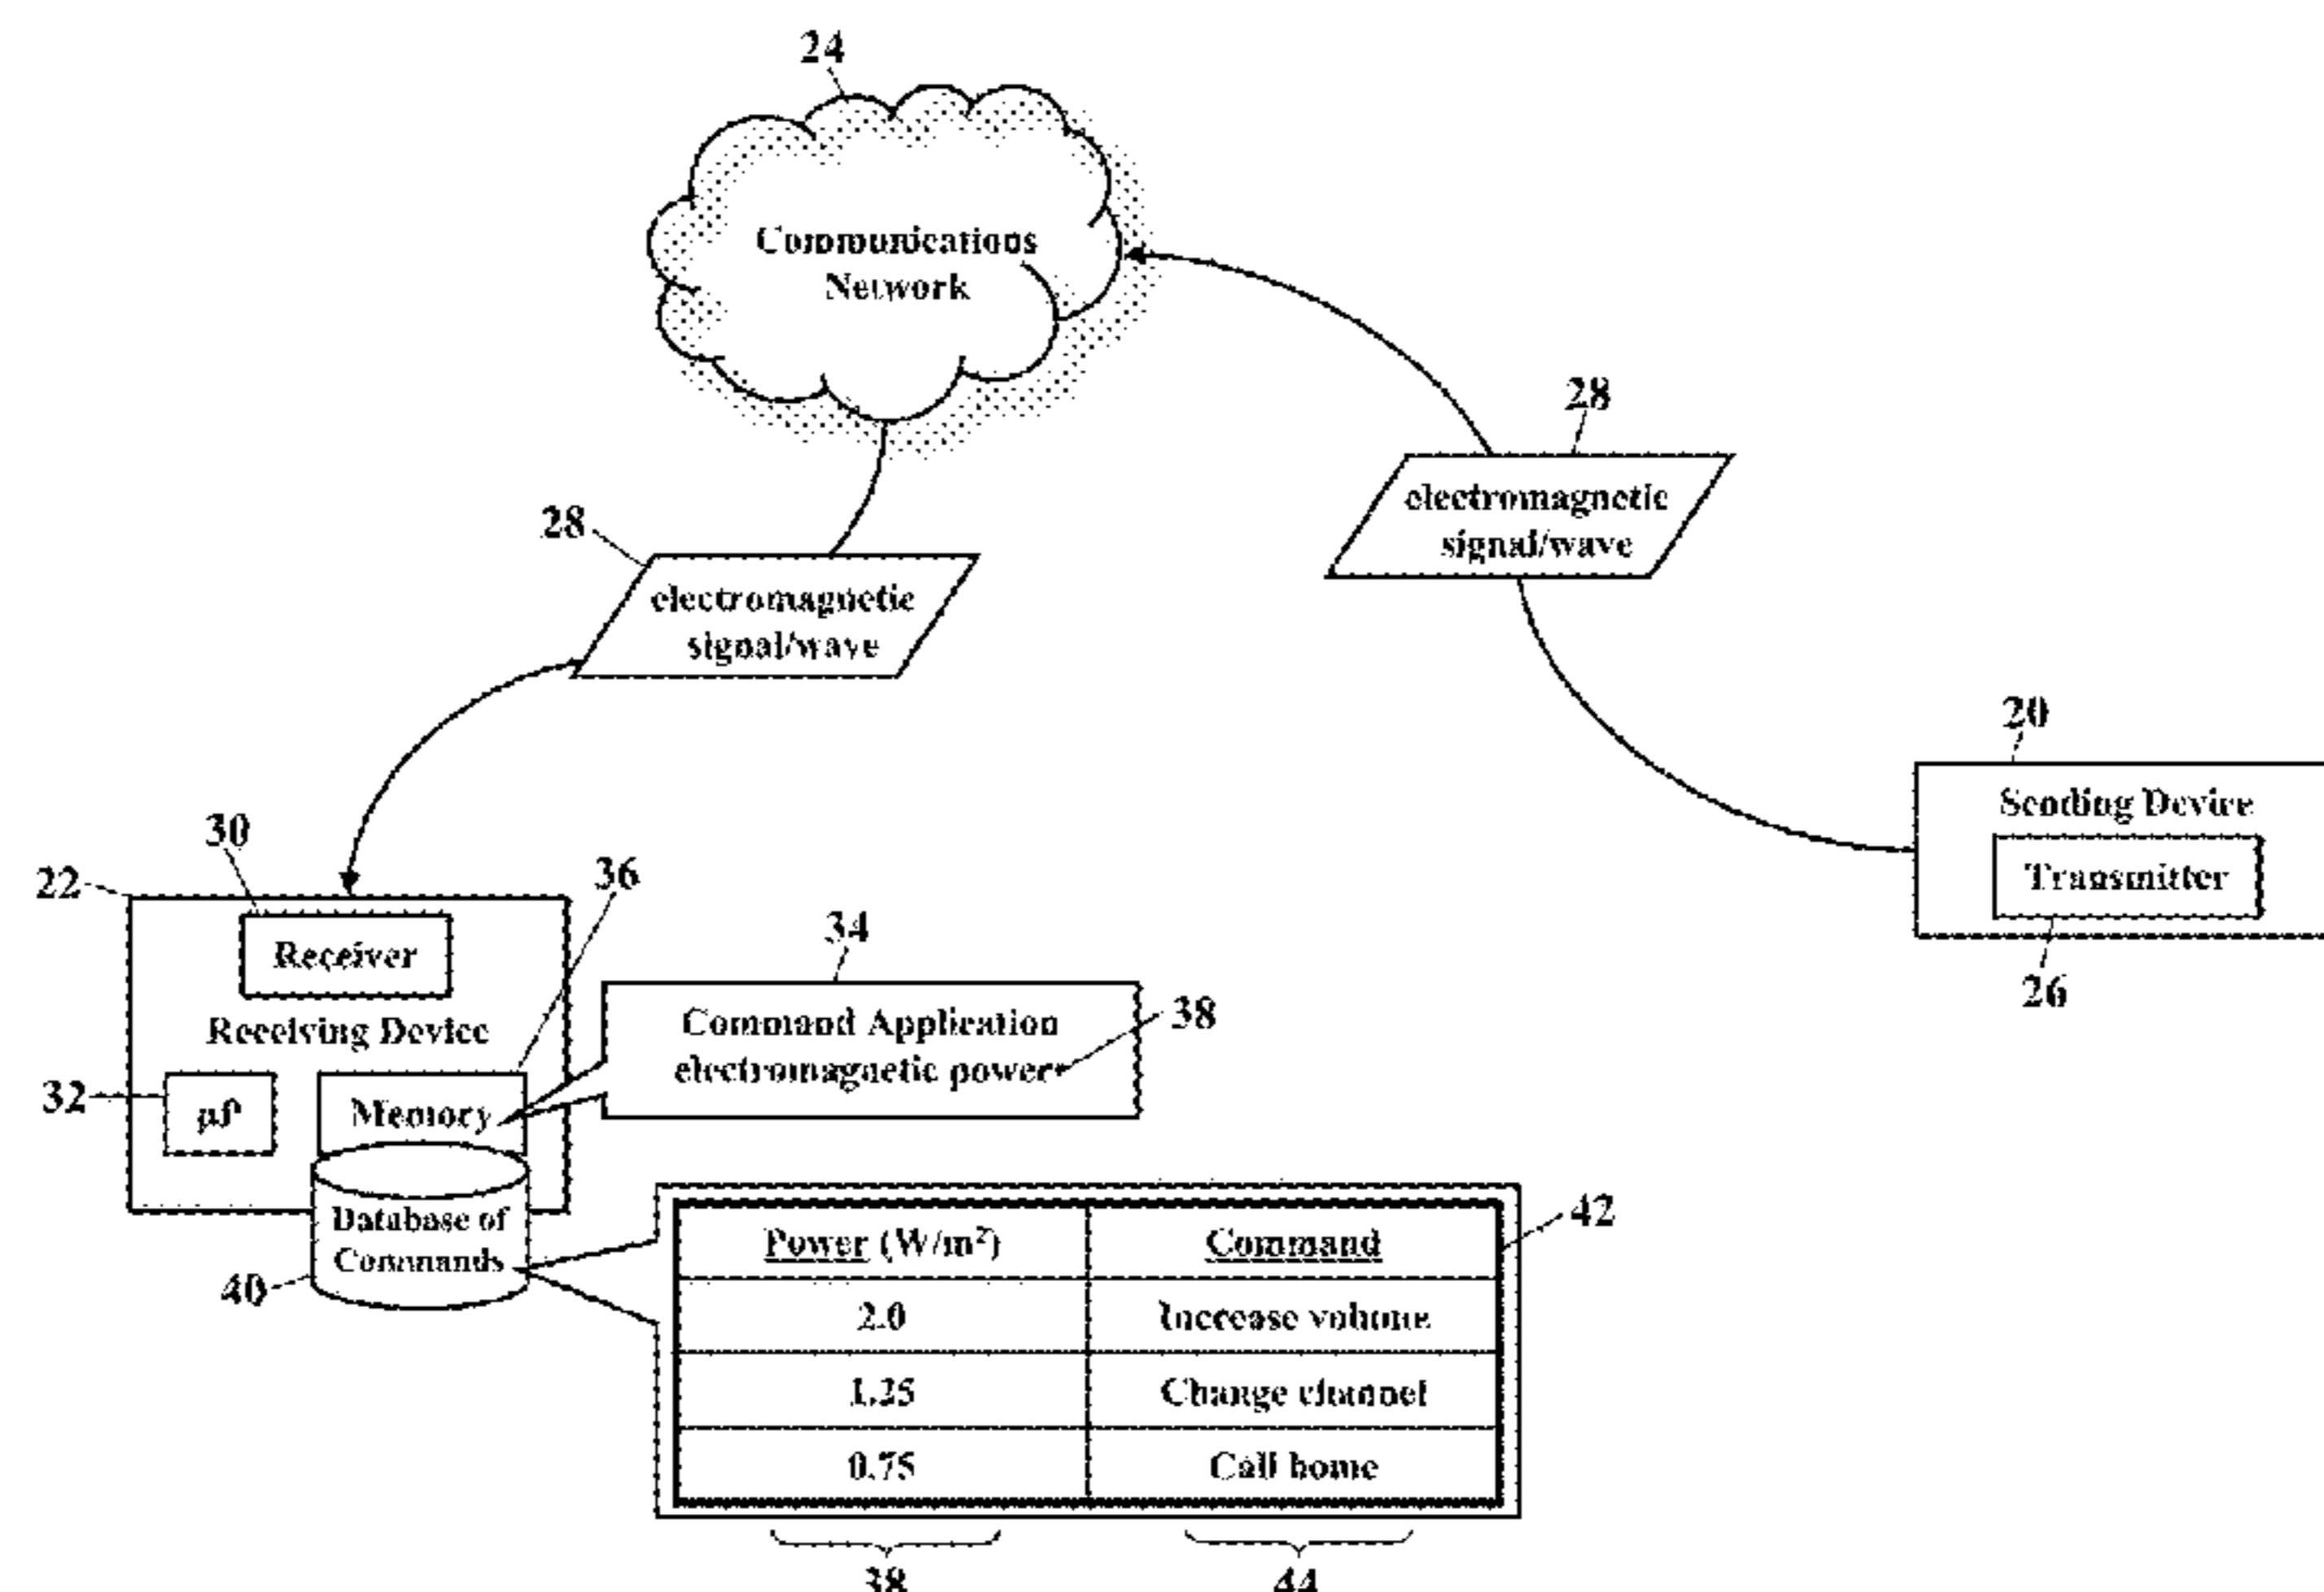 24
Communications
Network
28
electromagnetic
signal/wave
28
electromagnetic
signal/wave
20
Sending Device
Transmitter
26
30
22
36
Receiver
Receiving Device
34
Command Application
electromagnetic power
38
32
μP
Memory
Database of
Commands
40
42
Power (W/m²) Command
2.0 Increase volume
1.25 Change channel
0.75 Call home
38 44